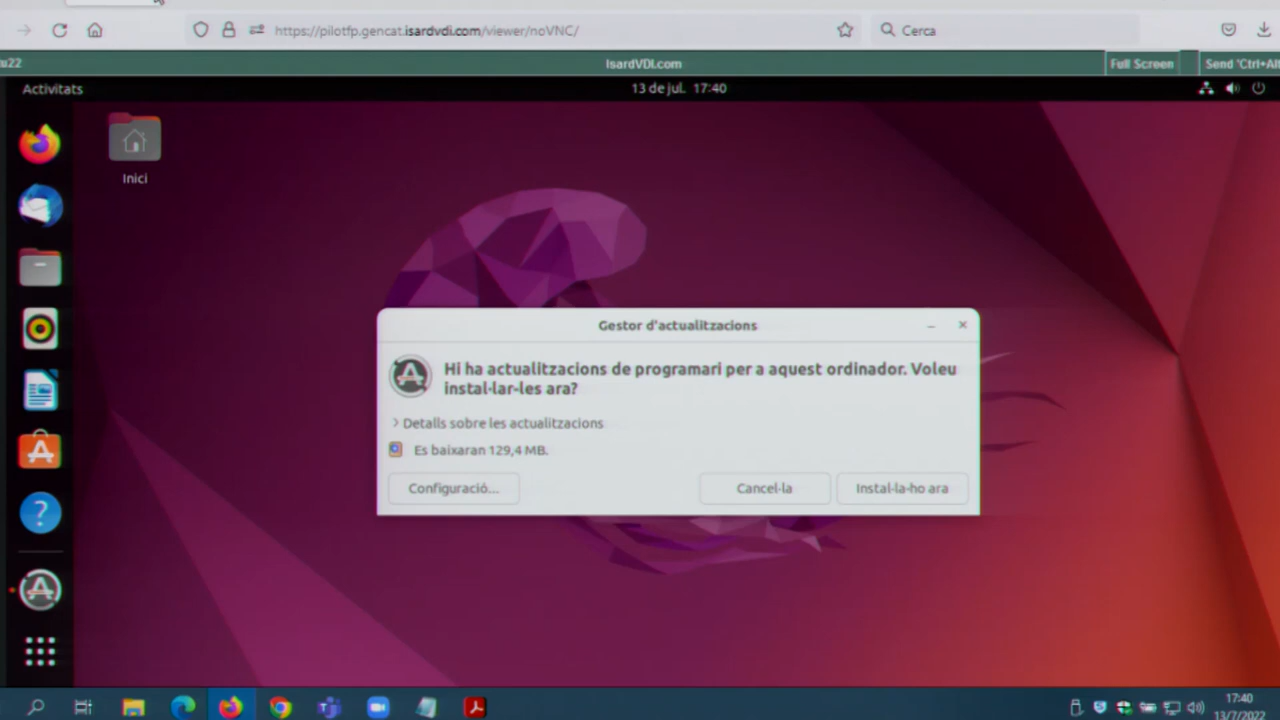 https://pilotfp.gencat.isardvdi.com/viewer/noVNC/
Cerca
u22
IsardVDI.com
Full Screen
Send 'Ctrl+Alt
Activitats
13 de jul. 17:40
Inici
Gestor d'actualitzacions
Hi ha actualitzacions de programari per a aquest ordinador. Voleu
instal·lar-les ara?
Detalls sobre les actualitzacions
Es baixaran 129,4 MB.
Configuració...
Cancel·la
Instal·la-ho ara
17:40
13/7/2022